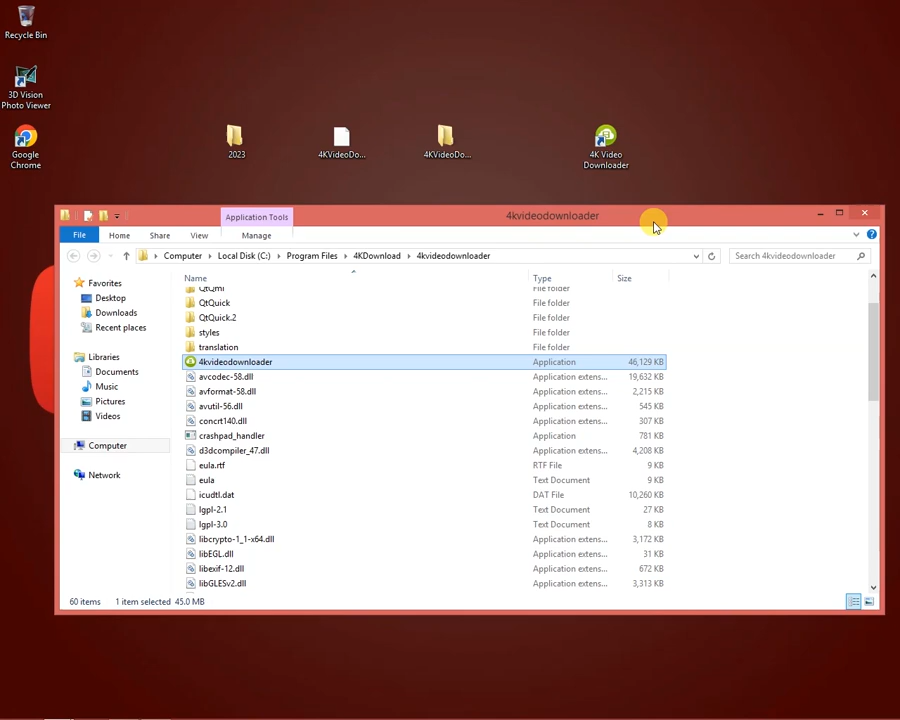 Recycle Bin
3D Vision
Photo Viewer
Google
Chrome
2023
4KVideoDo...
4KVideoDo...
4K Video
Downloader
Application Tools
4kvideodownloader
File
Home
Share
View
Manage
Computer
Local Disk (C:)
Program Files
4KDownload
4kvideodownloader
Search 4kvideodownloader
Name
Type
Size
Favorites
Desktop
Downloads
Recent places
Libraries
Documents
Music
Pictures
Videos
Computer
Network
QtQml File folder
QtQuick File folder
QtQuick.2 File folder
styles File folder
translation File folder
4kvideodownloader Application 46,129 KB
avcodec-58.dll Application extens... 19,632 KB
avformat-58.dll Application extens... 2,215 KB
avutil-56.dll Application extens... 545 KB
concrt140.dll Application extens... 307 KB
crashpad_handler Application 781 KB
d3dcompiler_47.dll Application extens... 4,208 KB
eula.rtf RTF File 9 KB
eula Text Document 9 KB
icudtl.dat DAT File 10,260 KB
lgpl-2.1 Text Document 27 KB
lgpl-3.0 Text Document 8 KB
libcrypto-1_1-x64.dll Application extens... 3,172 KB
libEGL.dll Application extens... 31 KB
libexif-12.dll Application extens... 672 KB
libGLESv2.dll Application extens... 3,313 KB
60 items 1 item selected 45.0 MB